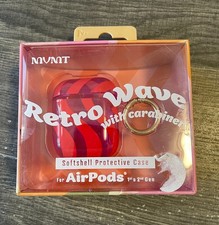 MVMT
Retro Wave
with carabiner
Softshell Protective Case
for AirPods® 1st & 2nd Gen